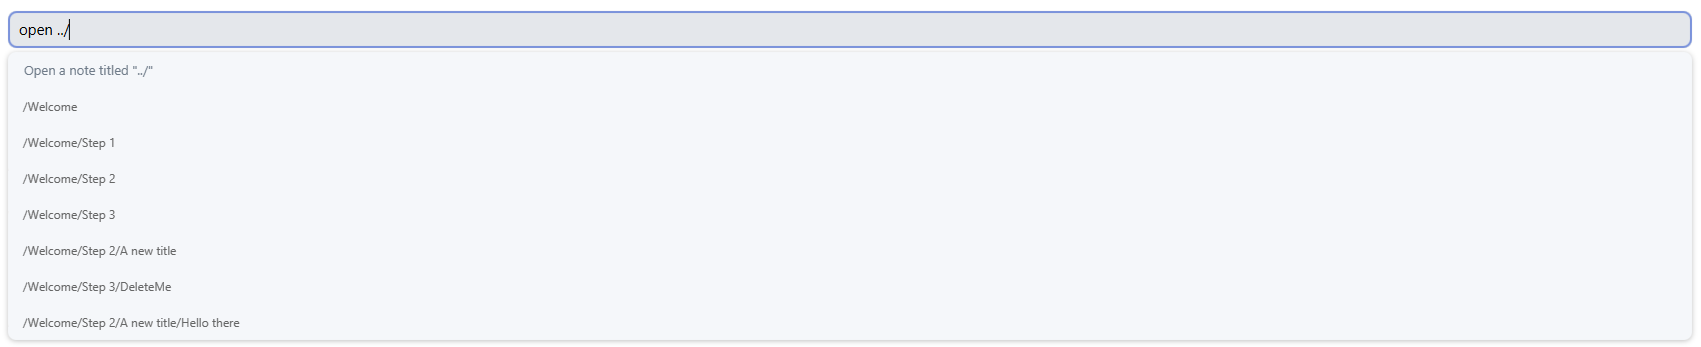 open ../
Open a note titled "../"
/Welcome
/Welcome/Step 1
/Welcome/Step 2
/Welcome/Step 3
/Welcome/Step 2/A new title
/Welcome/Step 3/DeleteMe
/Welcome/Step 2/A new title/Hello there